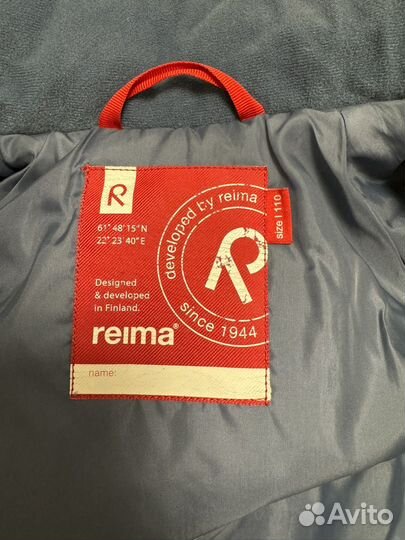 R
61° 48'15"N
22° 23'40"E
Designed
& developed
in Finland.
reima®
name:
developed by reima
R
since 1944
size | 110
Avito